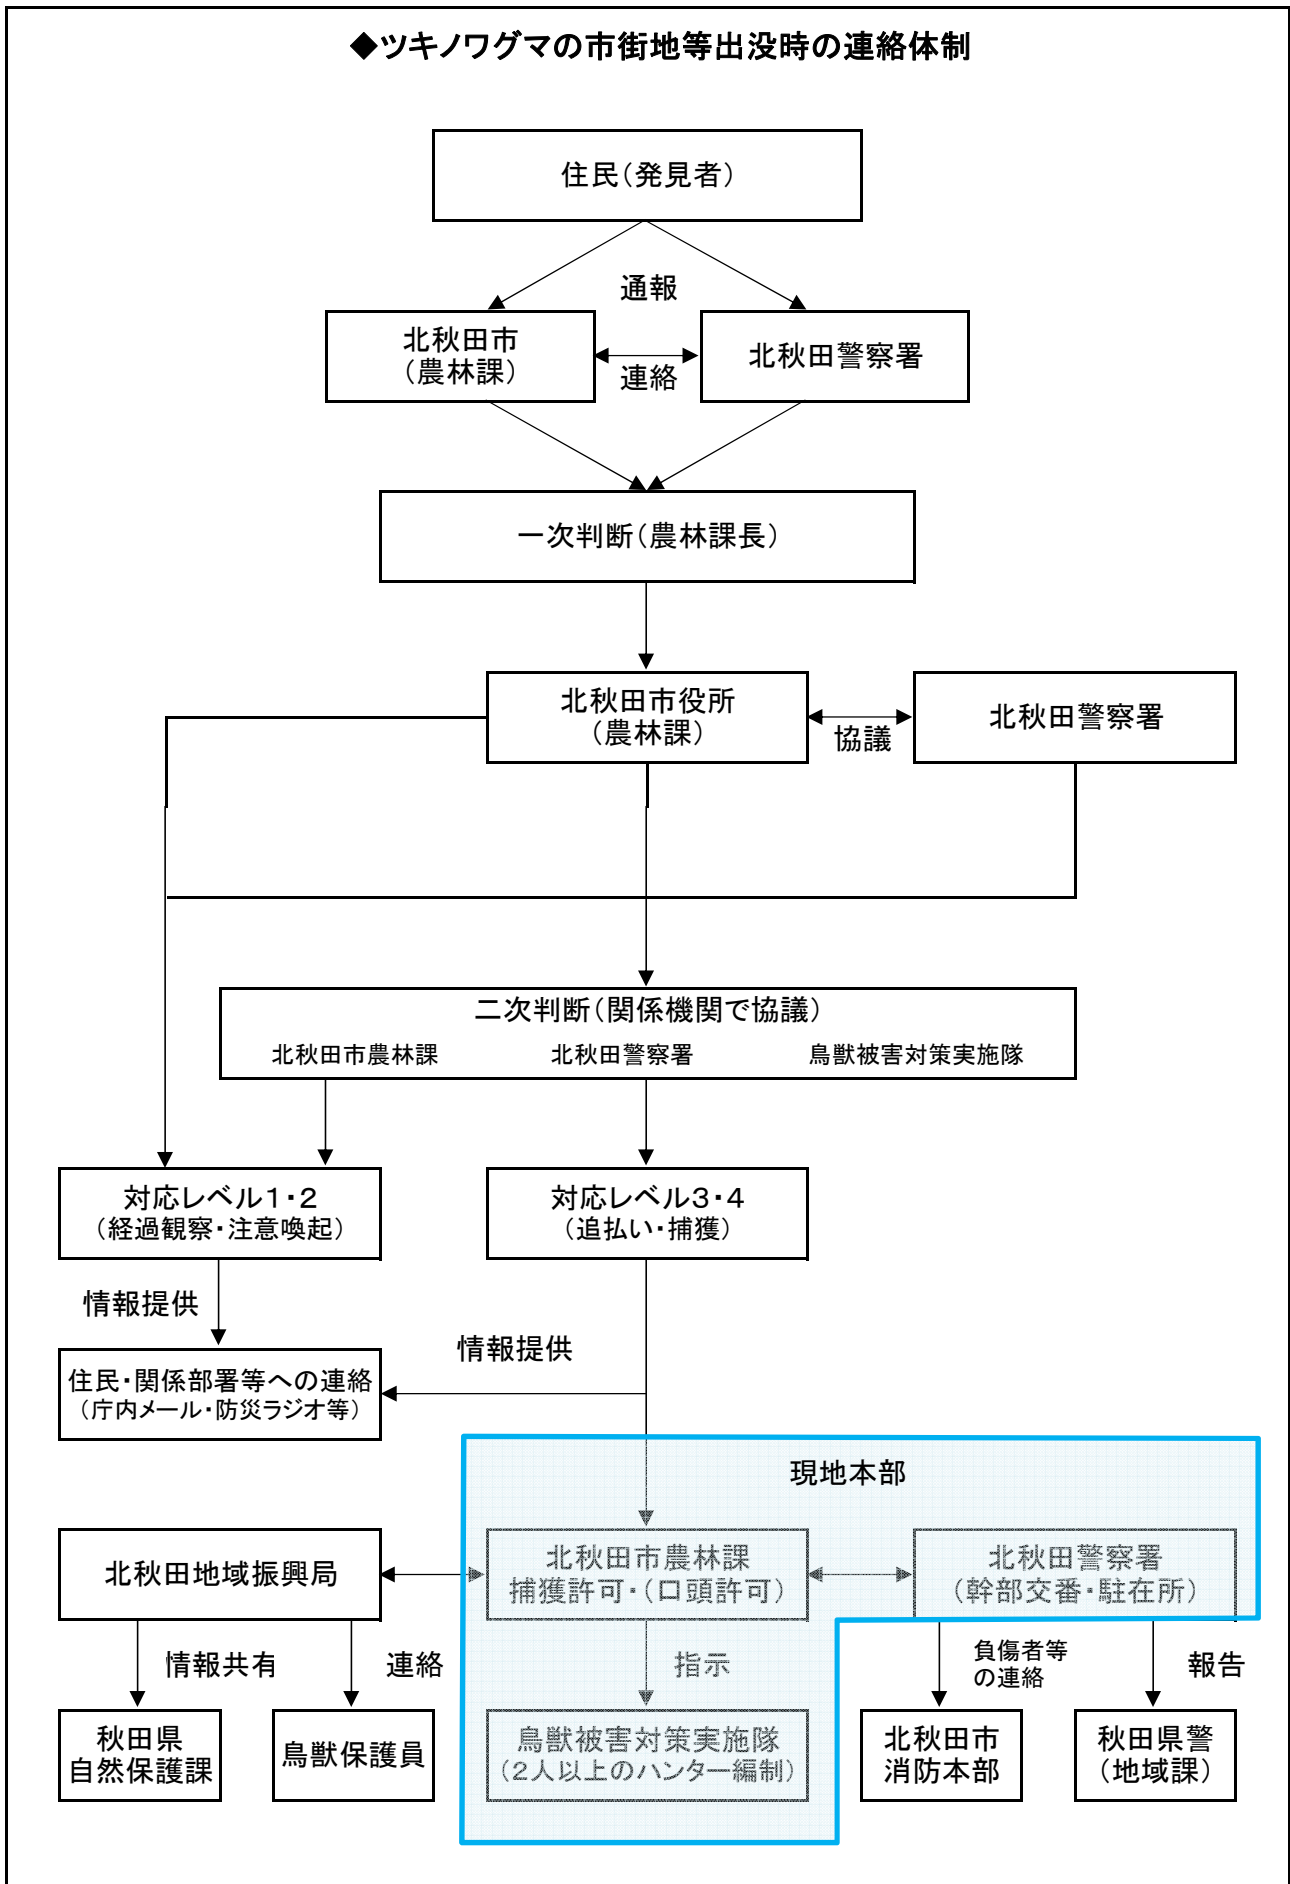 ◆ツキノワグマの市街地等出没時の連絡体制
住民(発見者)
通報
北秋田市
(農林課)
連絡
北秋田警察署
一次判断(農林課長)
北秋田市役所
(農林課)
協議
北秋田警察署
二次判断(関係機関で協議)
北秋田市農林課
北秋田警察署
鳥獣被害対策実施隊
対応レベル1・2
(経過観察・注意喚起)
対応レベル3・4
(追払い・捕獲)
情報提供
情報提供
住民・関係部署等への連絡
(庁内メール・防災ラジオ等)
現地本部
北秋田地域振興局
北秋田市農林課
捕獲許可・(口頭許可)
北秋田警察署
(幹部交番・駐在所)
情報共有
連絡
指示
負傷者等
の連絡
報告
秋田県
自然保護課
鳥獣保護員
鳥獣被害対策実施隊
(2人以上のハンター編制)
北秋田市
消防本部
秋田県警
(地域課)